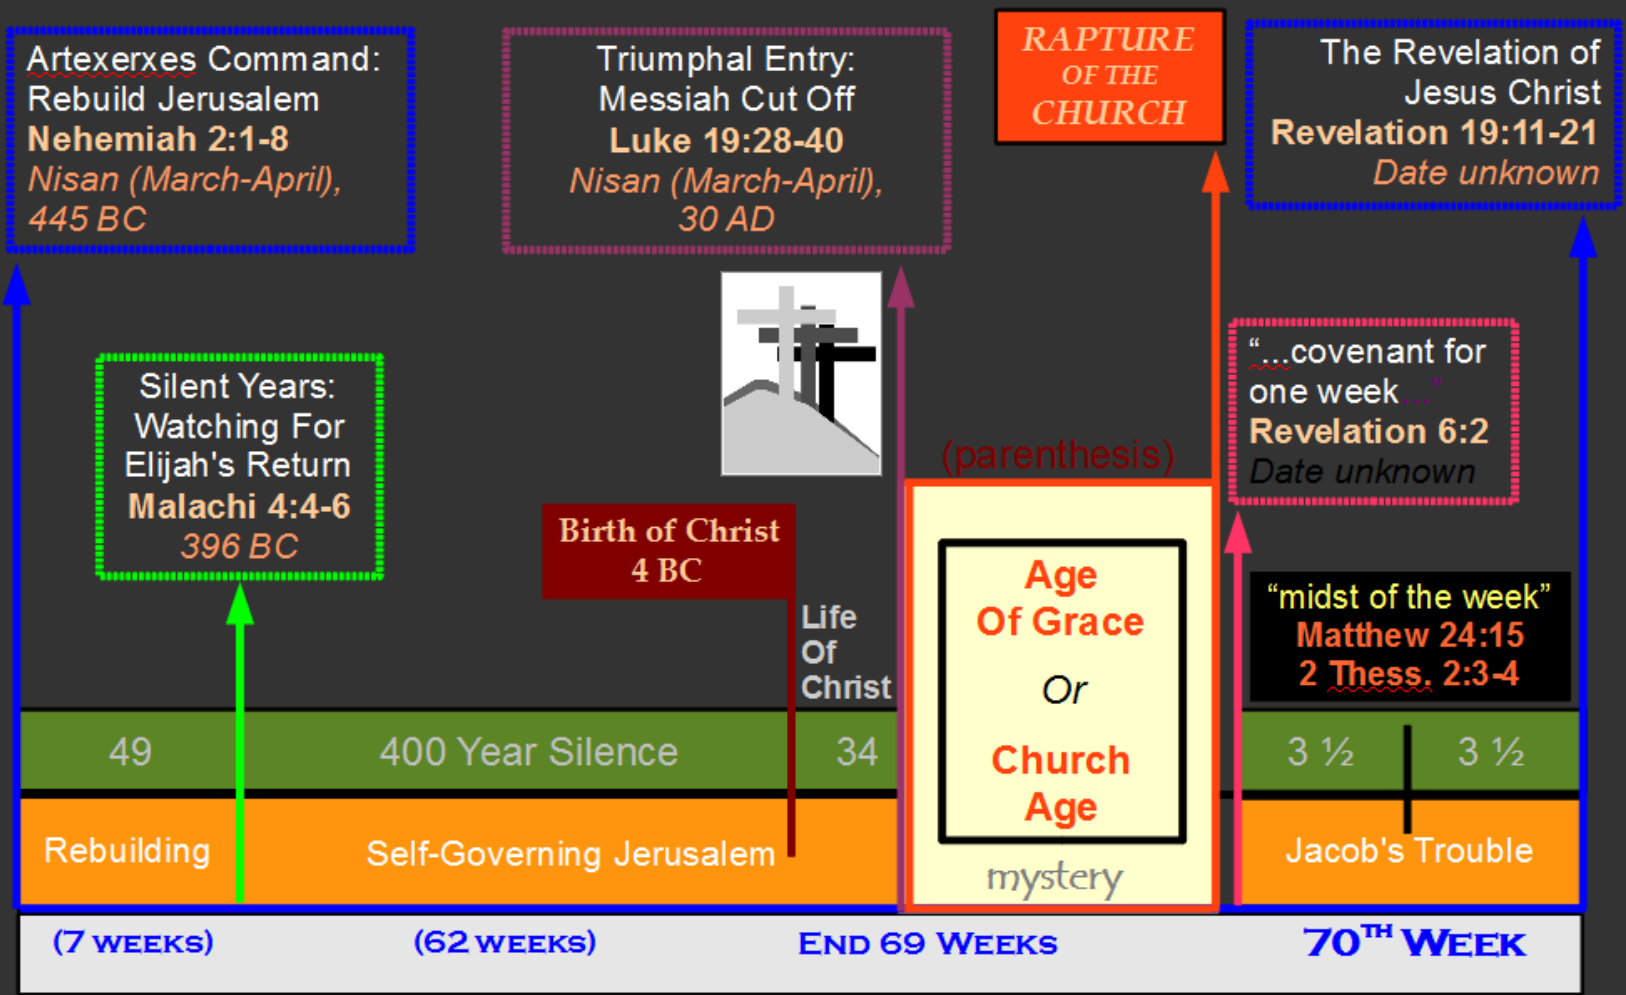 Artexerxes Command:
Rebuild Jerusalem
Nehemiah 2:1-8
Nisan (March-April),
445 BC
Triumphal Entry:
Messiah Cut Off
Luke 19:28-40
Nisan (March-April),
30 AD
RAPTURE
OF THE
CHURCH
The Revelation of
Jesus Christ
Revelation 19:11-21
Date unknown
Silent Years:
Watching For
Elijah's Return
Malachi 4:4-6
396 BC
“...covenant for
one week...”
Revelation 6:2
Date unknown
(parenthesis)
Birth of Christ
4 BC
Life
Of
Christ
Age
Of Grace
Or
Church
Age
mystery
“midst of the week”
Matthew 24:15
2 Thess. 2:3-4
49
400 Year Silence
34
3 ½
3 ½
Rebuilding
Self-Governing Jerusalem
Jacob's Trouble
(7 WEEKS)
(62 WEEKS)
END 69 WEEKS
70TH WEEK